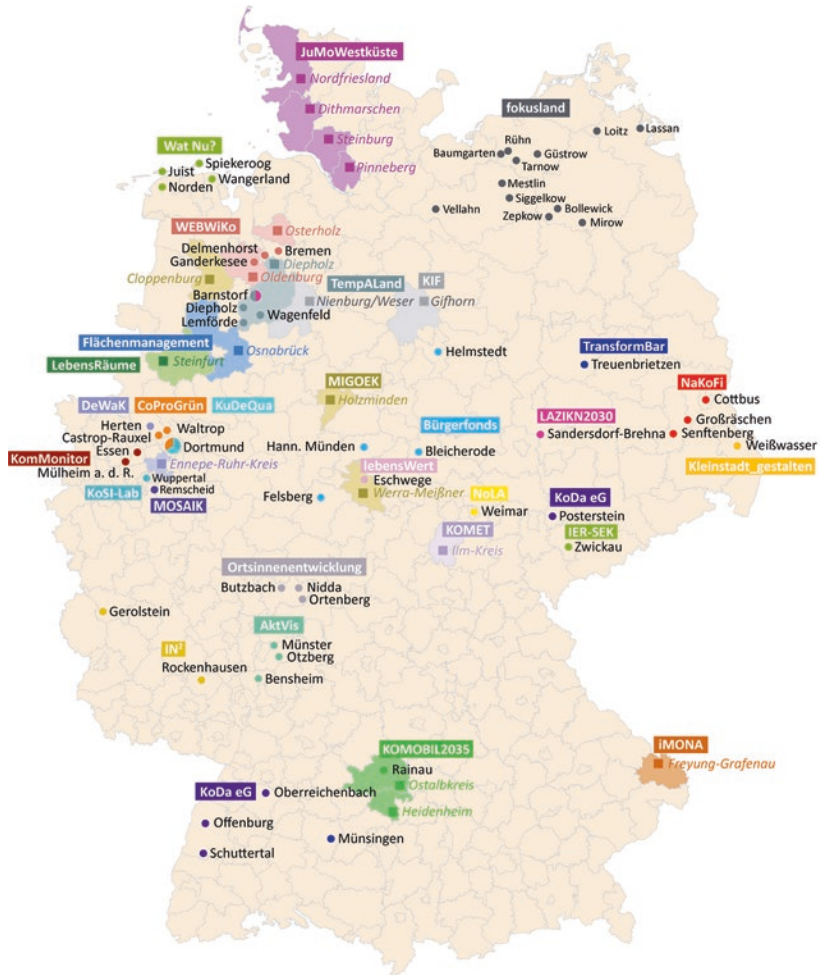 JuMoWestküste
Nordfriesland
Dithmarschen
Steinburg
Pinneberg
fokusland
Loitz
Lassan
Rühn
Baumgarten
Güstrow
Tarnow
Mestlin
Siggelkow
Vellahn
Bollewick
Zepkow
Mirow
Wat Nu?
Spiekeroog
Juist
Wangerland
Norden
WEBWiKo
Osterholz
Delmenhorst
Bremen
Ganderkesee
Diepholz
Cloppenburg
Oldenburg
TempALand
KIF
Barnstorf
Nienburg/Weser
Gifhorn
Diepholz
Wagenfeld
Lemförde
Flächenmanagement
Osnabrück
LebensRäume
Steinfurt
Helmstedt
TransformBar
Treuenbrietzen
MIGOEK
Holzminden
NaKoFi
Cottbus
DeWaK
CoProGrün
KuDeQua
Herten
Waltrop
Castrop-Rauxel
Dortmund
Essen
KomMonitor
Mülheim a. d. R.
Ennepe-Ruhr-Kreis
Wuppertal
KoSI-Lab
Remscheid
MOSAIK
Bürgerfonds
Hann. Münden
Bleicherode
LAZIKN2030
Sandersdorf-Brehna
Großräschen
Senftenberg
Weißwasser
Kleinstadt_gestalten
lebensWert
Eschwege
Werra-Meißner
Felsberg
NoLA
Weimar
KoDa eG
Posterstein
IER-SEK
Zwickau
KOMET
Ilm-Kreis
Ortsinnenentwicklung
Butzbach
Nidda
Ortenberg
Gerolstein
AktVis
Münster
Otzberg
Bensheim
IN²
Rockenhausen
KOMOBIL2035
Rainau
Ostalbkreis
Heidenheim
iMONA
Freyung-Grafenau
KoDa eG
Oberreichenbach
Offenburg
Münsingen
Schuttertal